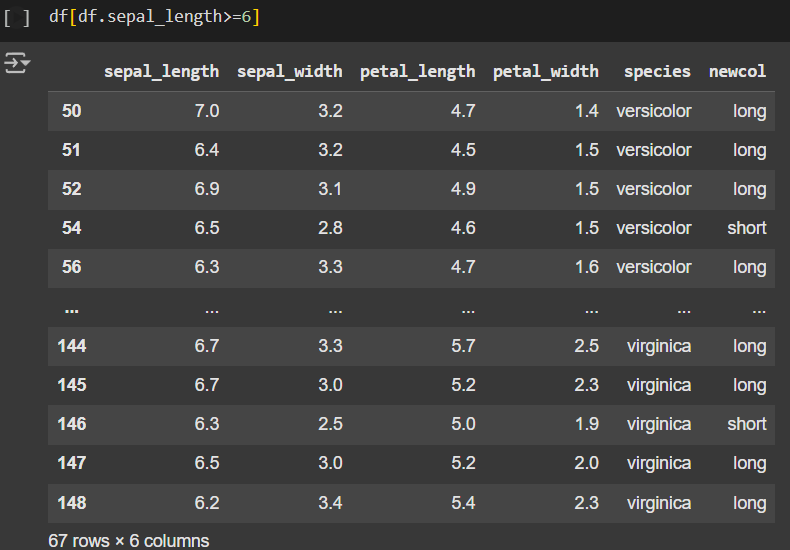 [ ] df[df.sepal_length>=6]
sepal_length sepal_width petal_length petal_width species newcol
50 7.0 3.2 4.7 1.4 versicolor long
51 6.4 3.2 4.5 1.5 versicolor long
52 6.9 3.1 4.9 1.5 versicolor long
54 6.5 2.8 4.6 1.5 versicolor short
56 6.3 3.3 4.7 1.6 versicolor long
... ... ... ... ... ... ...
144 6.7 3.3 5.7 2.5 virginica long
145 6.7 3.0 5.2 2.3 virginica long
146 6.3 2.5 5.0 1.9 virginica short
147 6.5 3.0 5.2 2.0 virginica long
148 6.2 3.4 5.4 2.3 virginica long
67 rows × 6 columns